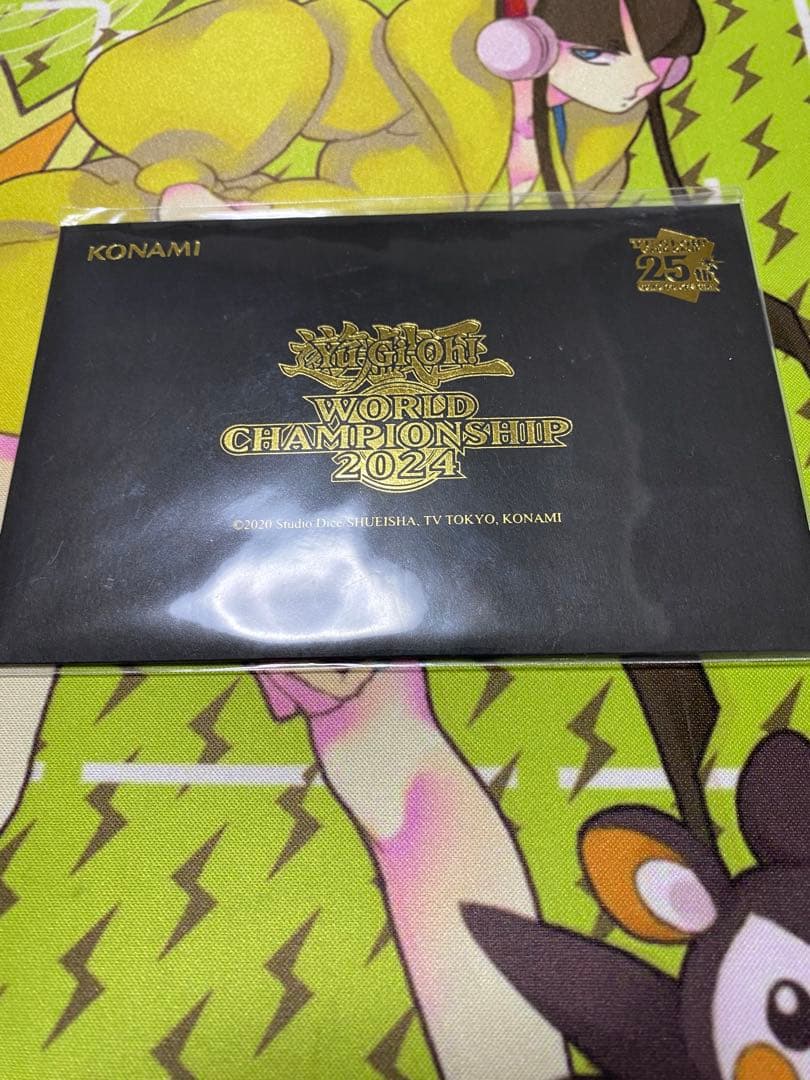 KONAMI
25th
遊☆戯☆王
Yu-Gi-Oh!
WORLD
CHAMPIONSHIP
2024
©2020 Studio Dice/SHUEISHA, TV TOKYO, KONAMI